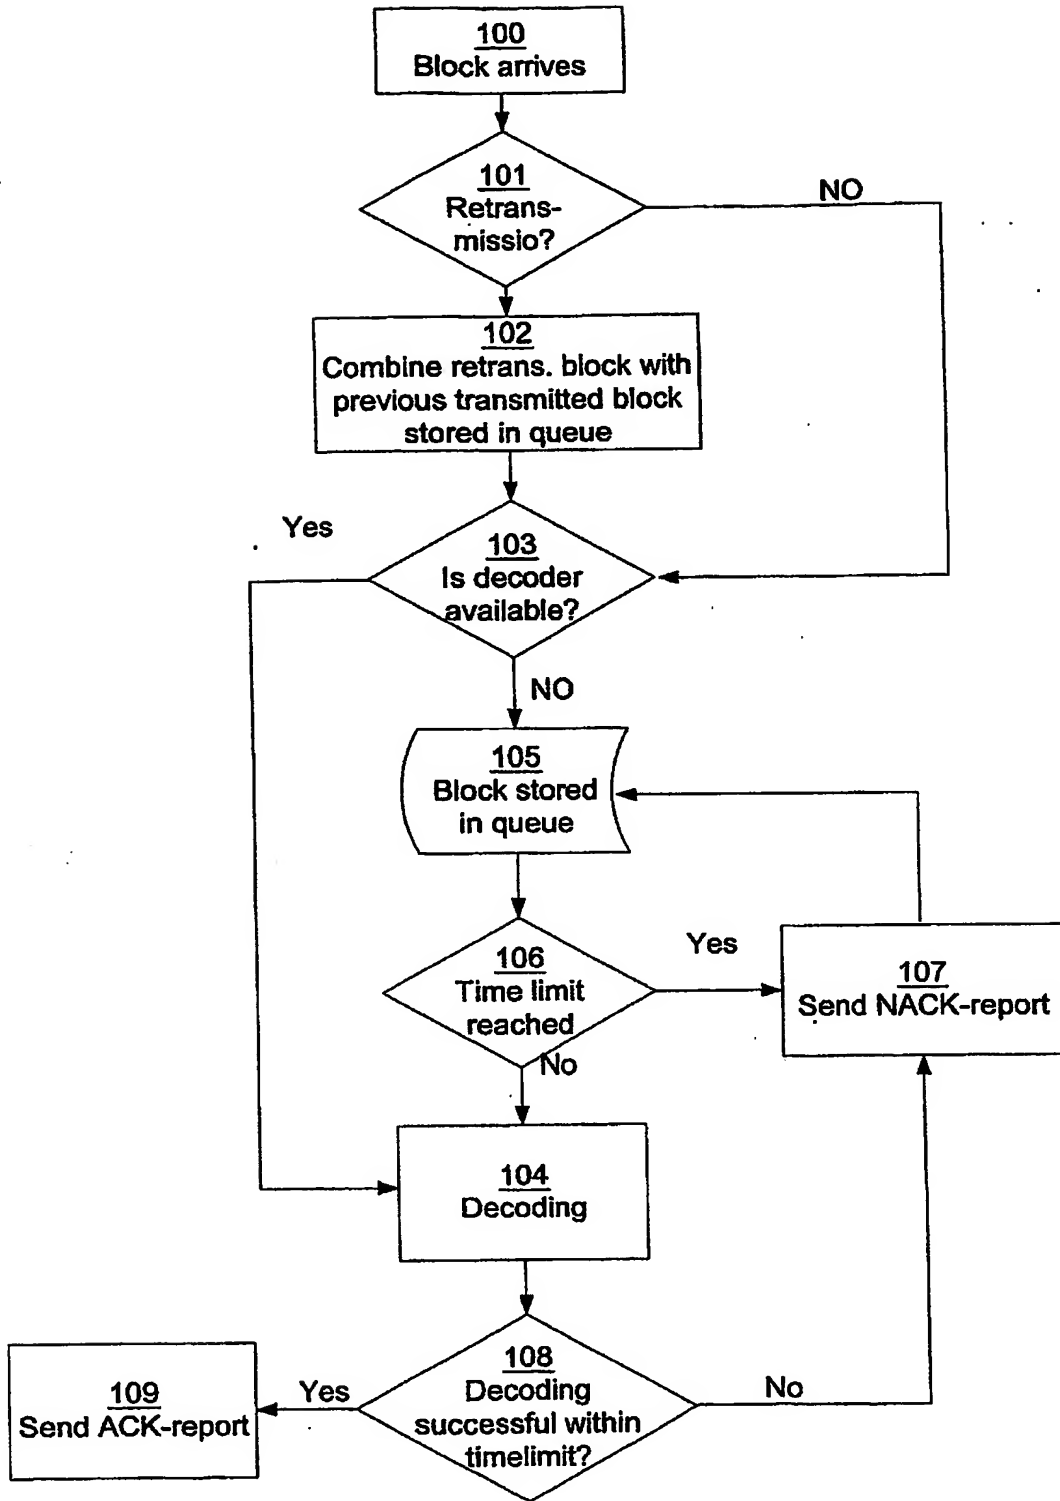 100
Block arrives
101
Retrans-
missio?
NO
102
Combine retrans. block with
previous transmitted block
stored in queue
Yes
103
Is decoder
available?
NO
105
Block stored
in queue
106
Time limit
reached
Yes
107
Send NACK-report
No
104
Decoding
108
Decoding
successful within
timelimit?
Yes
No
109
Send ACK-report